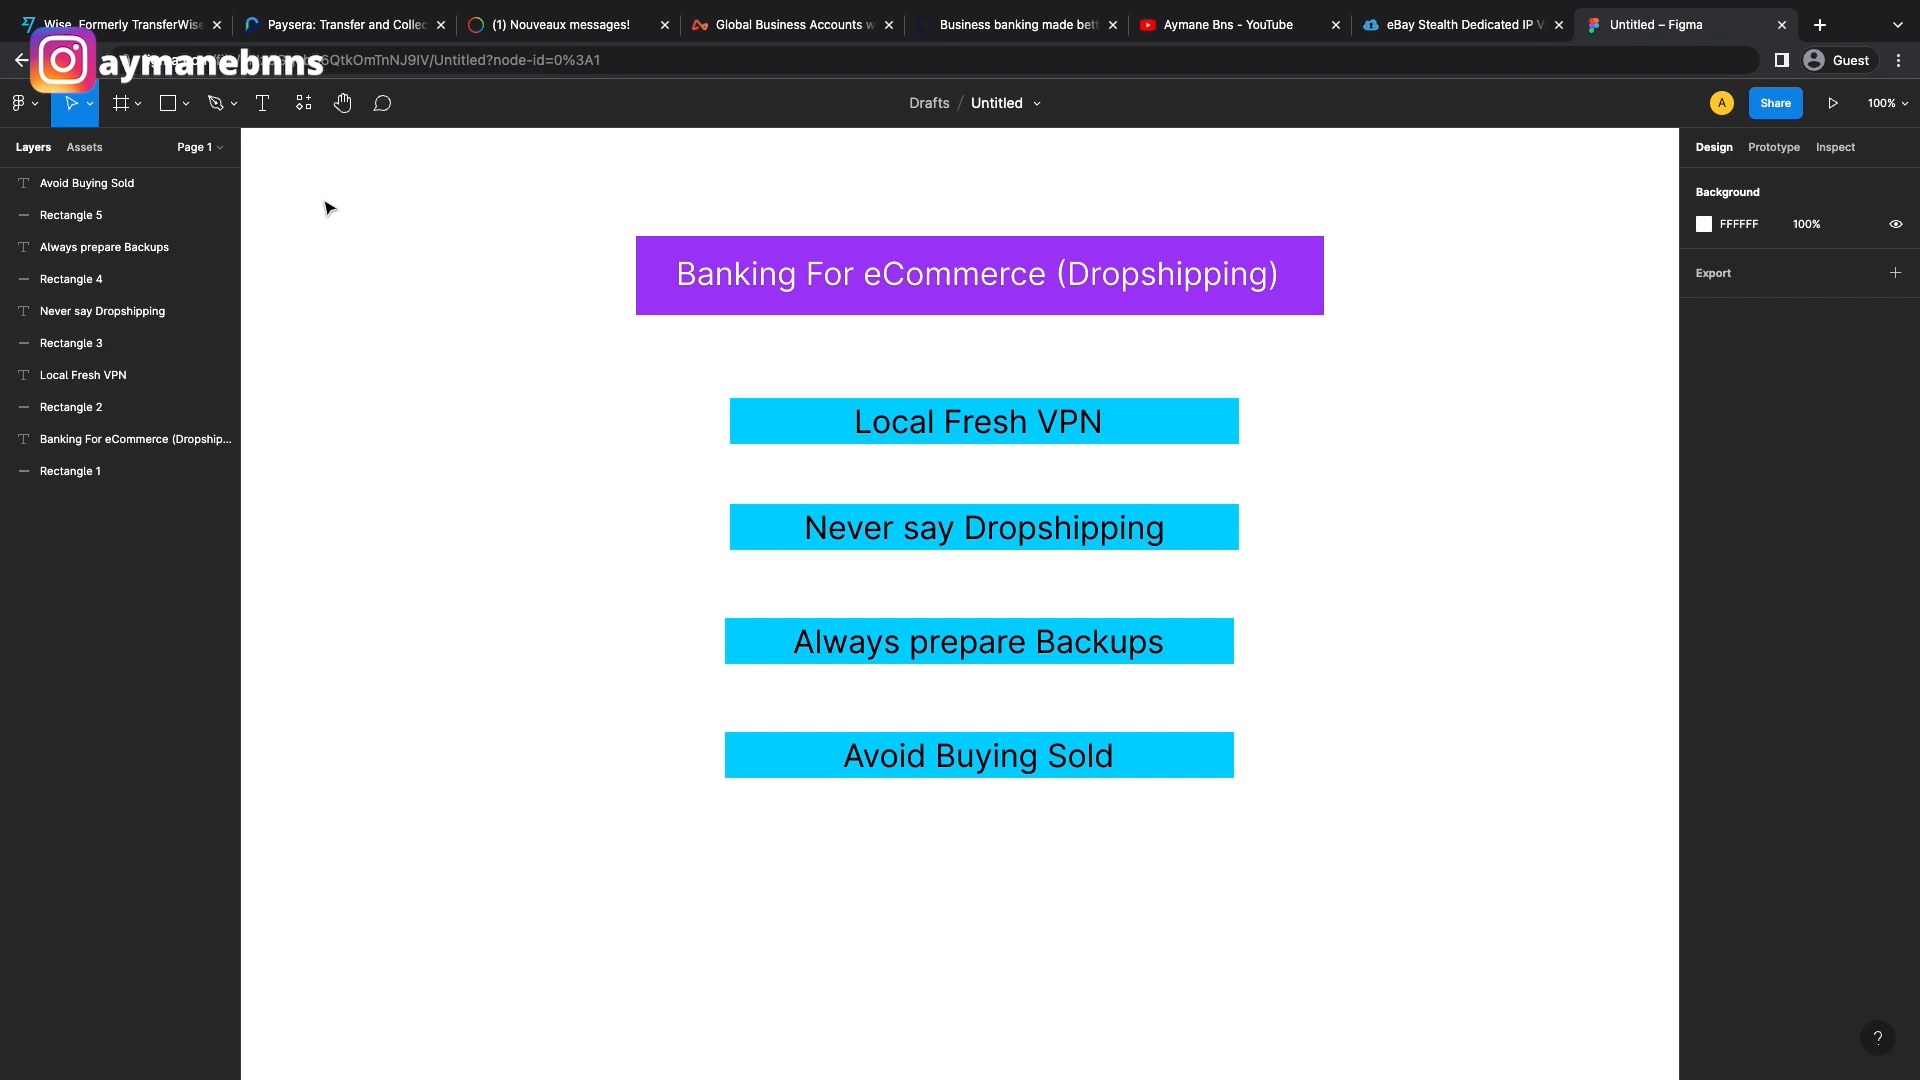 Wise, Formerly TransferWise
Paysera: Transfer and Collec
(1) Nouveaux messages!
Global Business Accounts w
Business banking made bett
Aymane Bns - YouTube
eBay Stealth Dedicated IP V
Untitled – Figma
aymanebnns
6QtkOmTnNJ9IV/Untitled?node-id=0%3A1
Guest
Drafts / Untitled
A
Share
100%
Layers
Assets
Page 1
Avoid Buying Sold
Rectangle 5
Always prepare Backups
Rectangle 4
Never say Dropshipping
Rectangle 3
Local Fresh VPN
Rectangle 2
Banking For eCommerce (Dropship...
Rectangle 1
Banking For eCommerce (Dropshipping)
Local Fresh VPN
Never say Dropshipping
Always prepare Backups
Avoid Buying Sold
Design
Prototype
Inspect
Background
FFFFFF
100%
Export
?